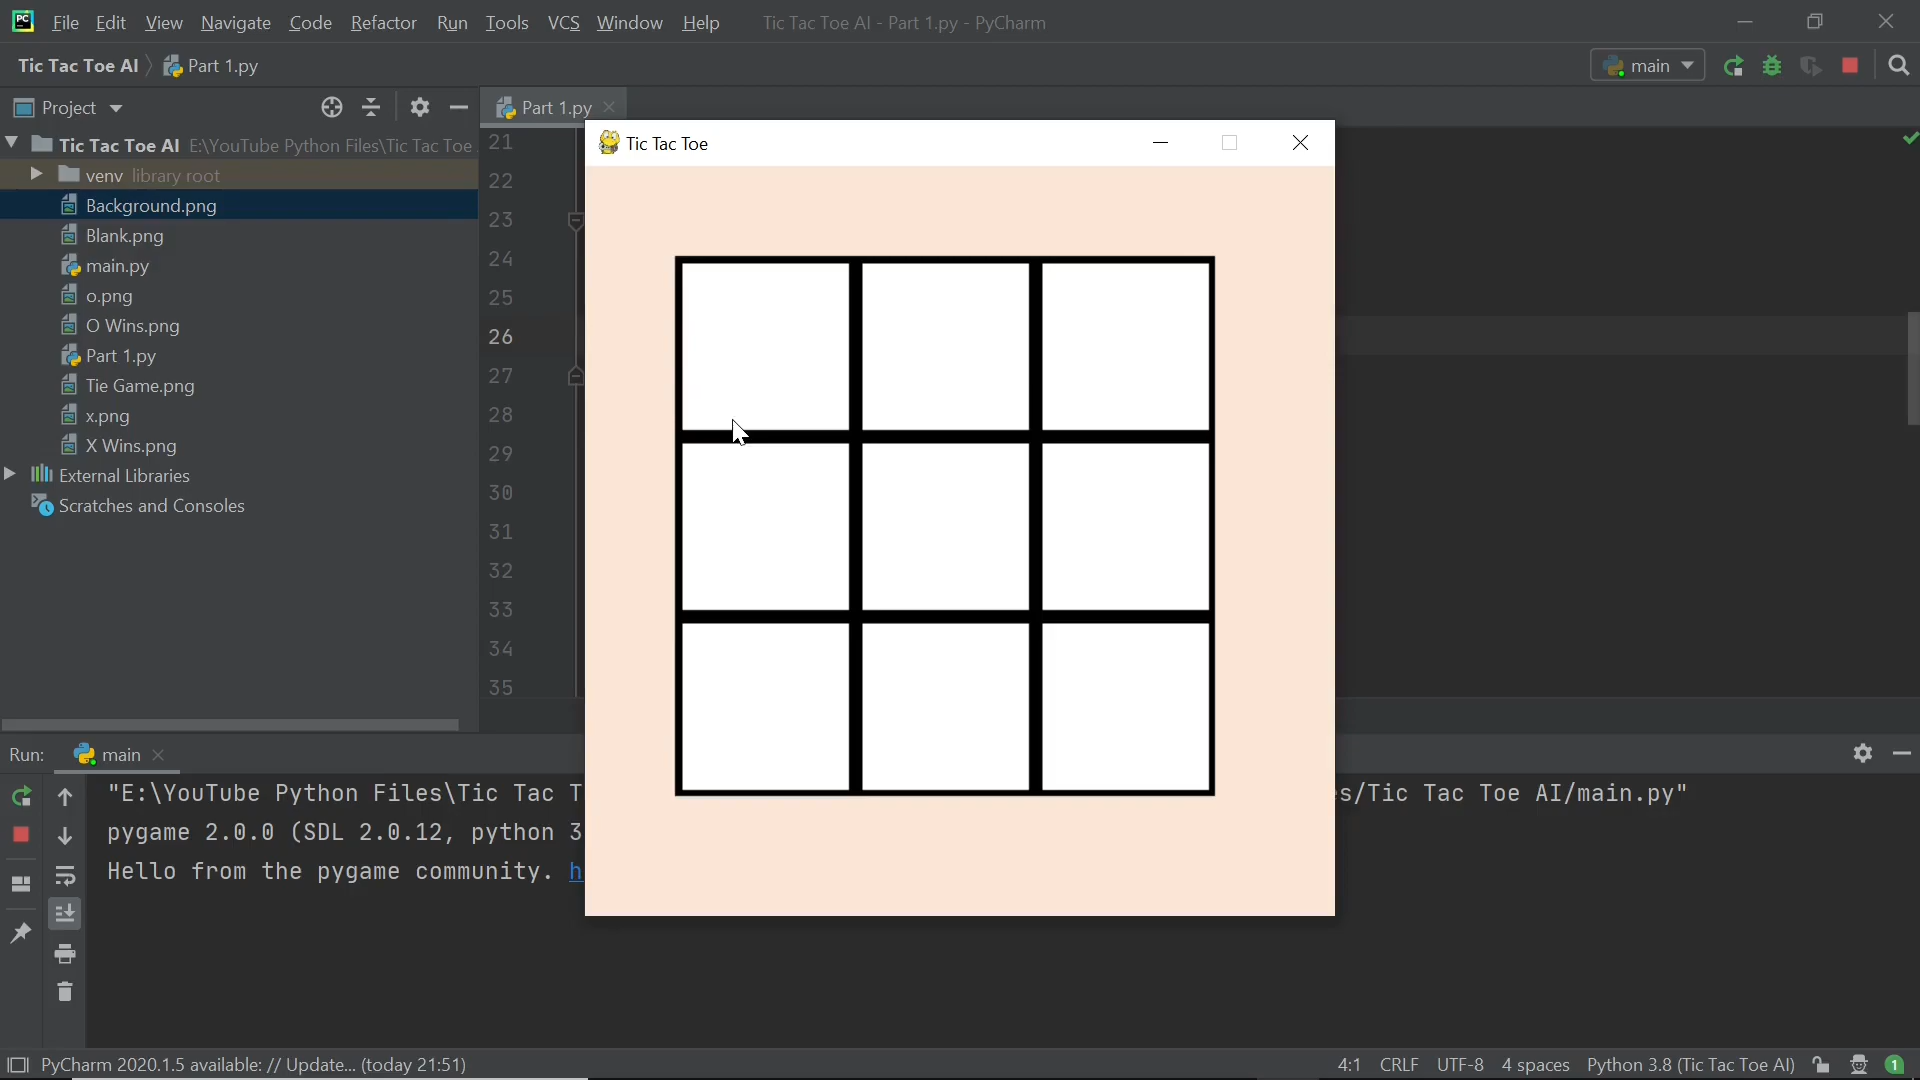 File Edit View Navigate Code Refactor Run Tools VCS Window Help Tic Tac Toe AI - Part 1.py - PyCharm
Tic Tac Toe AI Part 1.py main
Project Part 1.py
Tic Tac Toe
Tic Tac Toe AI E:\YouTube Python Files\Tic Tac Toe
venv library root
Background.png
Blank.png
main.py
o.png
O Wins.png
Part 1.py
Tie Game.png
x.png
X Wins.png
External Libraries
Scratches and Consoles
21
22
23
24
25
26
27
28
29
30
31
32
33
34
35
Run: main
"E:\YouTube Python Files\Tic Tac T s/Tic Tac Toe AI/main.py"
pygame 2.0.0 (SDL 2.0.12, python 3
Hello from the pygame community. h
PyCharm 2020.1.5 available: // Update... (today 21:51) 4:1 CRLF UTF-8 4 spaces Python 3.8 (Tic Tac Toe AI) 1